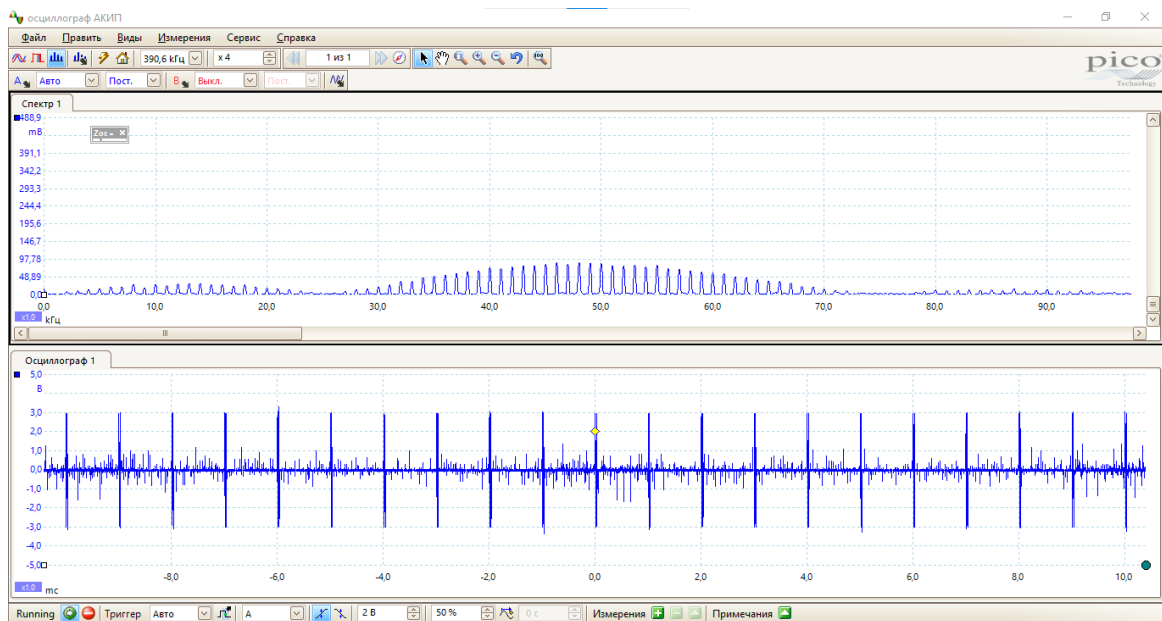 осциллограф АКИП
Файл Править Виды Измерения Сервис Справка
390,6 кГц x 4 1 из 1
pico
Technology
A Авто Пост. B Выкл. Пост.
Спектр 1
488,9
мВ
391,1
342,2
293,3
244,4
195,6
146,7
97,78
48,89
0,0
0,0 10,0 20,0 30,0 40,0 50,0 60,0 70,0 80,0 90,0
x1,0 кГц
Осциллограф 1
5,0
В
3,0
2,0
1,0
0,0
-1,0
-2,0
-3,0
-4,0
-5,0
-8,0 -6,0 -4,0 -2,0 0,0 2,0 4,0 6,0 8,0 10,0
x1,0 мс
Running Триггер Авто A 2 В 50 % 0 с Измерения Примечания